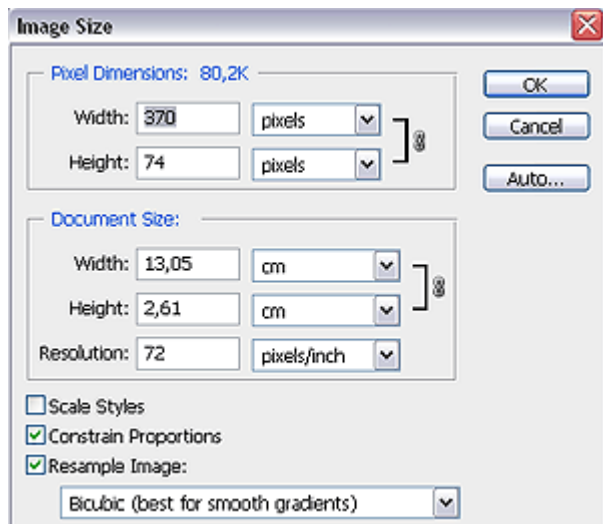 Image Size
Pixel Dimensions: 80,2K
Width: 370 pixels
Height: 74 pixels
OK
Cancel
Auto...
Document Size:
Width: 13,05 cm
Height: 2,61 cm
Resolution: 72 pixels/inch
Scale Styles
Constrain Proportions
Resample Image:
Bicubic (best for smooth gradients)